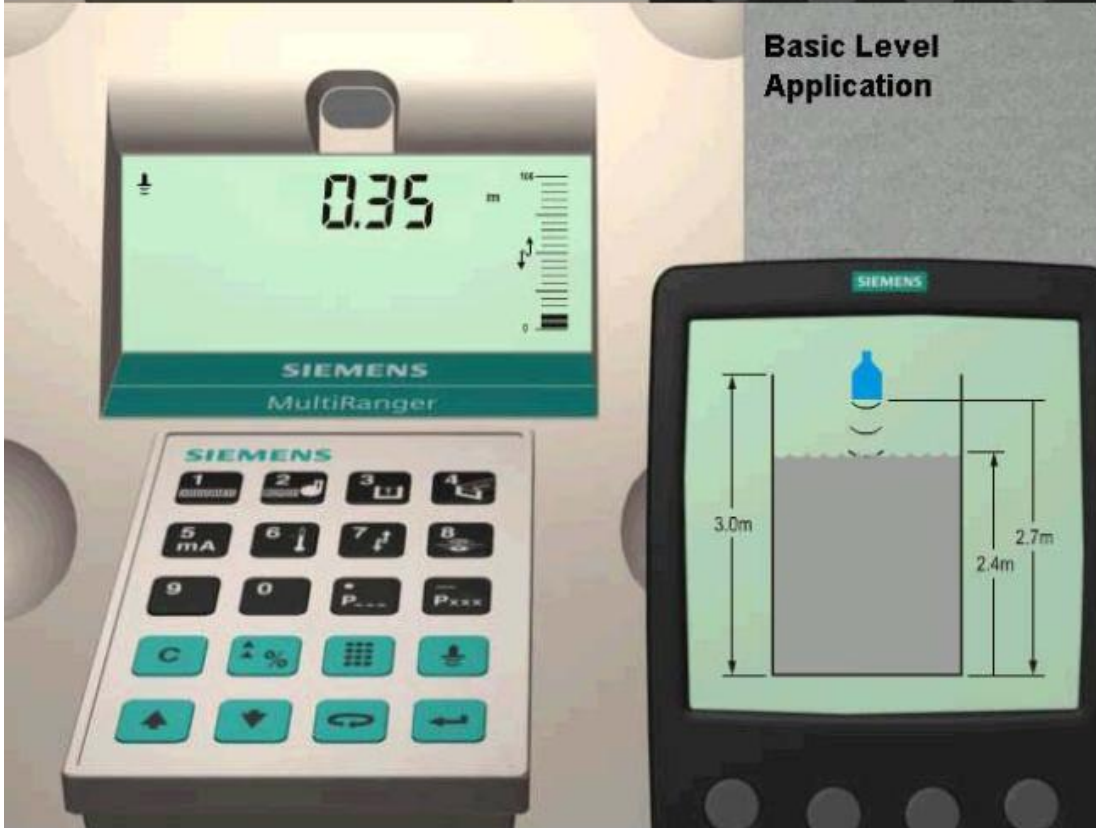 Basic Level
Application
0.35 m
100
0
SIEMENS
MultiRanger
SIEMENS
1 2 3 4
5 mA 6 7 8
9 0 P--- Pxxx
C %
SIEMENS
3.0m
2.7m
2.4m